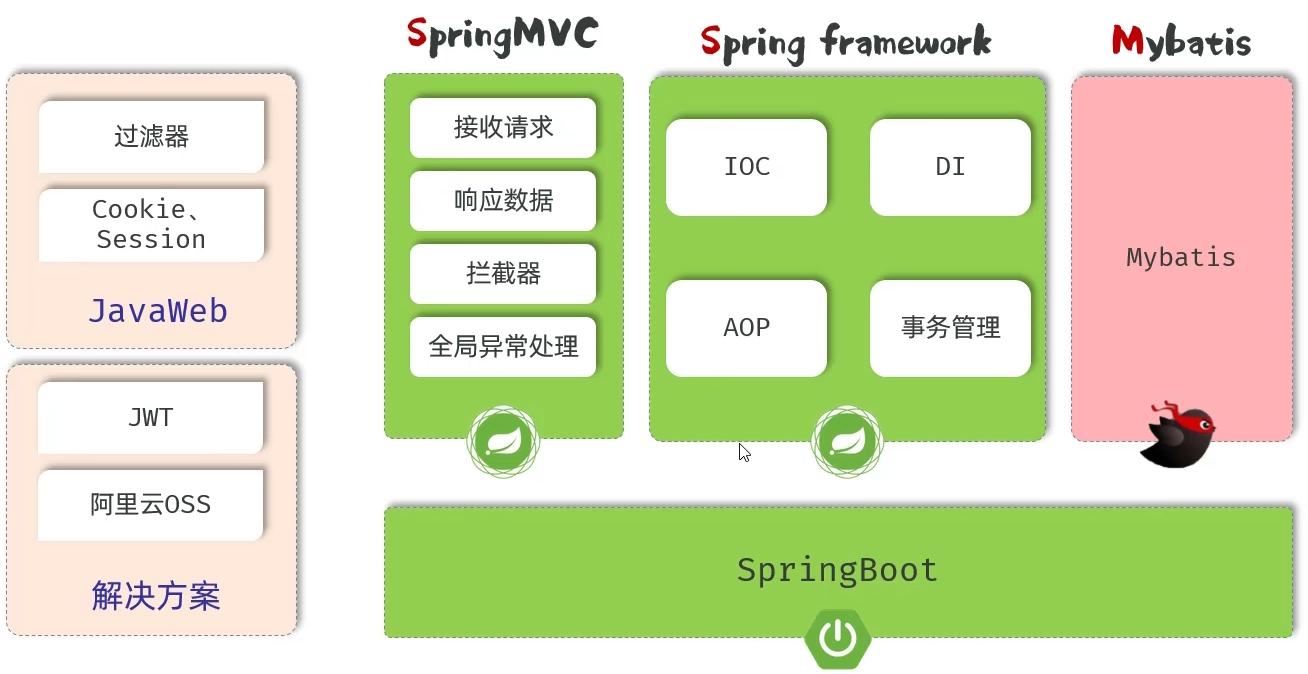 SpringMVC
Spring framework
Mybatis
过滤器
Cookie、
Session
JavaWeb
JWT
阿里云OSS
解决方案
接收请求
响应数据
拦截器
全局异常处理
IOC
DI
AOP
事务管理
Mybatis
SpringBoot